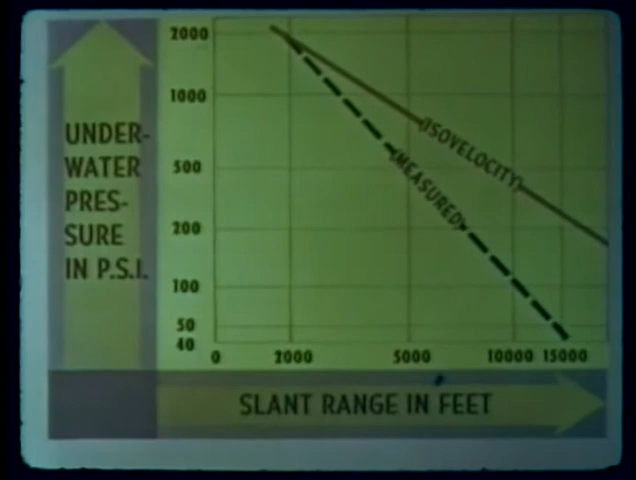 UNDER-
WATER
PRES-
SURE
IN P.S.I.
2000
1000
500
200
100
50
40
(ISOVELOCITY)
(MEASURED)
0 2000 5000 10000 15000
SLANT RANGE IN FEET